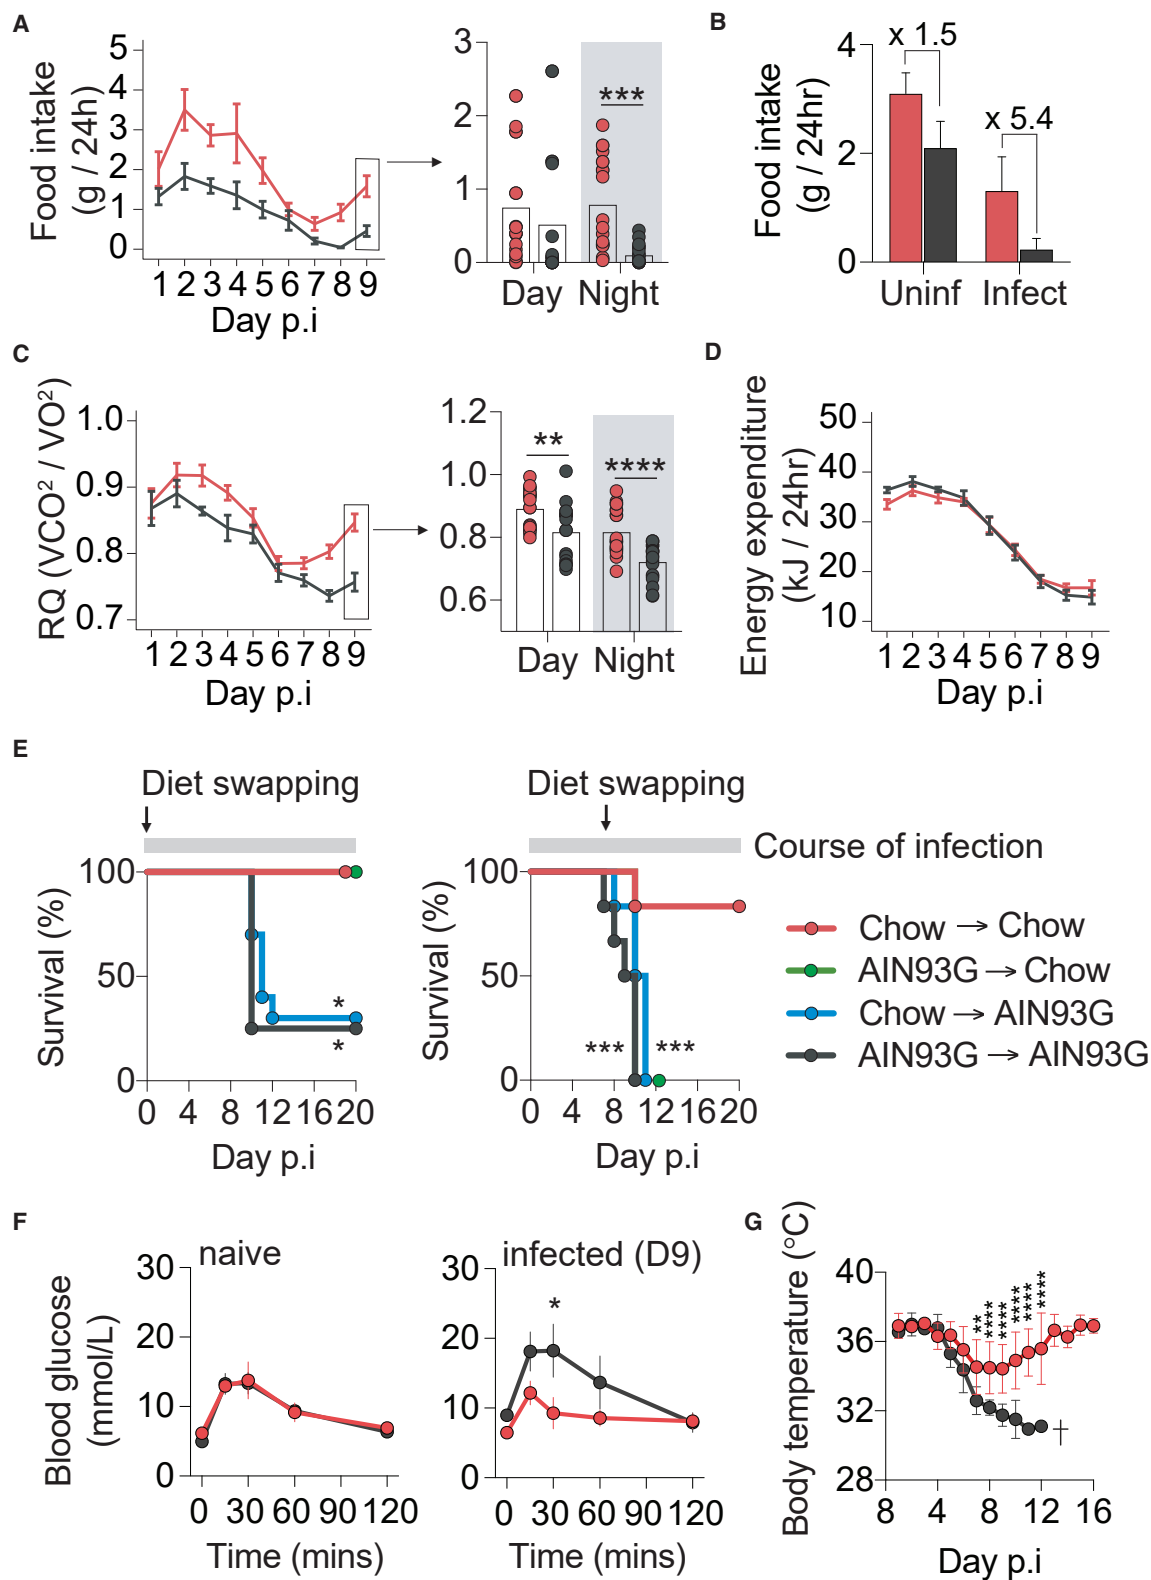 A
Food intake
(g / 24h)
5
4
3
2
1
0
1 2 3 4 5 6 7 8 9
Day p.i
3
2
1
0
***
Day Night
B
Food intake
(g / 24hr)
4
2
0
x 1.5
x 5.4
Uninf Infect
C
RQ (VCO² / VO²)
1.0
0.9
0.8
0.7
1 2 3 4 5 6 7 8 9
Day p.i
1.2
1.0
0.8
0.6
**
****
Day Night
D
Energy expenditure
(kJ / 24hr)
50
40
30
20
10
1 2 3 4 5 6 7 8 9
Day p.i
E
Diet swapping
Survival (%)
100
50
0
*
*
0 4 8 12 16 20
Day p.i
Diet swapping
Course of infection
Survival (%)
100
50
0
*** ***
0 4 8 12 16 20
Day p.i
Chow → Chow
AIN93G → Chow
Chow → AIN93G
AIN93G → AIN93G
F
Blood glucose
(mmol/L)
naive
30
20
10
0
0 30 60 90 120
Time (mins)
infected (D9)
30
20
10
0
*
0 30 60 90 120
Time (mins)
G
Body temperature (°C)
40
36
32
28
**
****
****
****
****
****
†
8 4 8 12 16
Day p.i